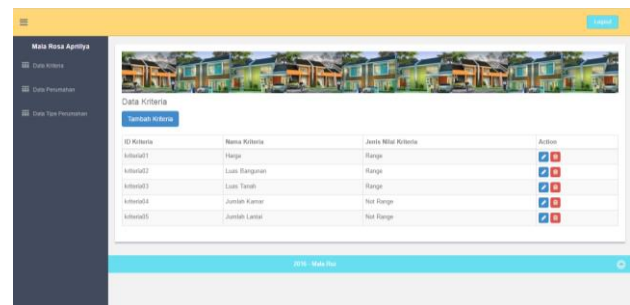 Logout
Mala Rosa Aprillya
Data Kriteria
Data Perumahan
Data Tipe Perumahan
Data Kriteria
Tambah Kriteria
ID Kriteria Nama Kriteria Jenis Nilai Kriteria Action
kriteria01 Harga Range
kriteria02 Luas Bangunan Range
kriteria03 Luas Tanah Range
kriteria04 Jumlah Kamar Not Range
kriteria05 Jumlah Lantai Not Range
2016 - Mala